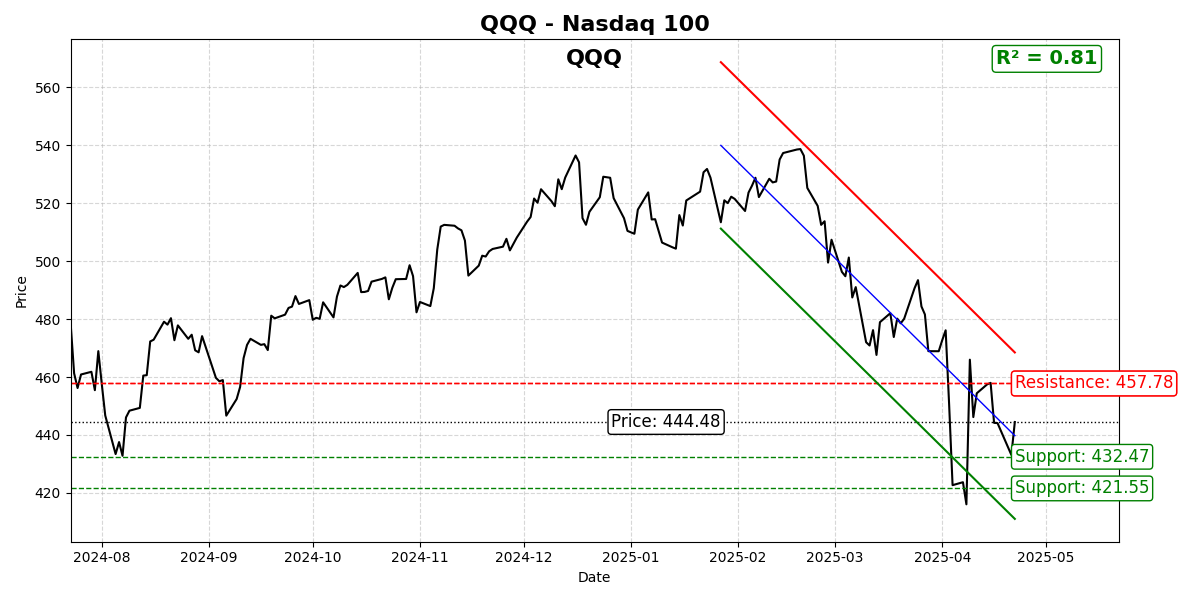 QQQ - Nasdaq 100
QQQ
R² = 0.81
Price
560
540
520
500
480
460
440
420
Resistance: 457.78
Price: 444.48
Support: 432.47
Support: 421.55
2024-08 2024-09 2024-10 2024-11 2024-12 2025-01 2025-02 2025-03 2025-04 2025-05
Date